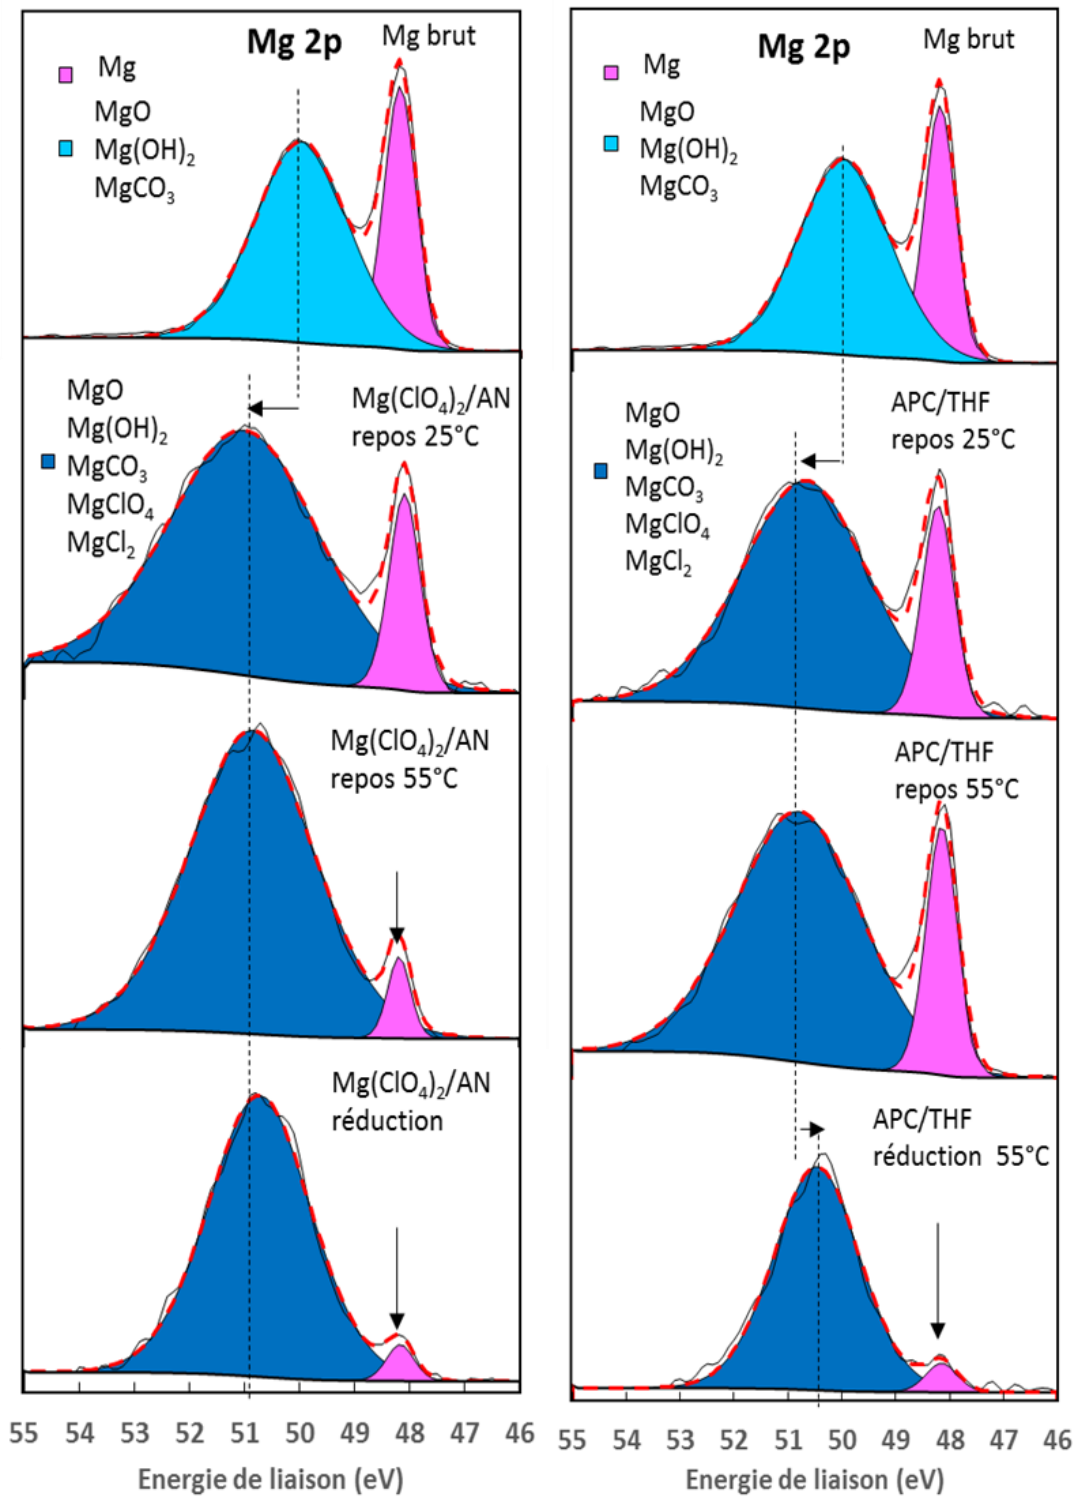 Mg 2p
Mg brut
Mg
MgO
Mg(OH)₂
MgCO₃
MgO
Mg(OH)₂
MgCO₃
MgClO₄
MgCl₂
Mg(ClO₄)₂/AN
repos 25°C
Mg(ClO₄)₂/AN
repos 55°C
Mg(ClO₄)₂/AN
réduction
55 54 53 52 51 50 49 48 47 46
Energie de liaison (eV)
Mg 2p
Mg brut
Mg
MgO
Mg(OH)₂
MgCO₃
MgO
Mg(OH)₂
MgCO₃
MgClO₄
MgCl₂
APC/THF
repos 25°C
APC/THF
repos 55°C
APC/THF
réduction 55°C
55 54 53 52 51 50 49 48 47 46
Energie de liaison (eV)